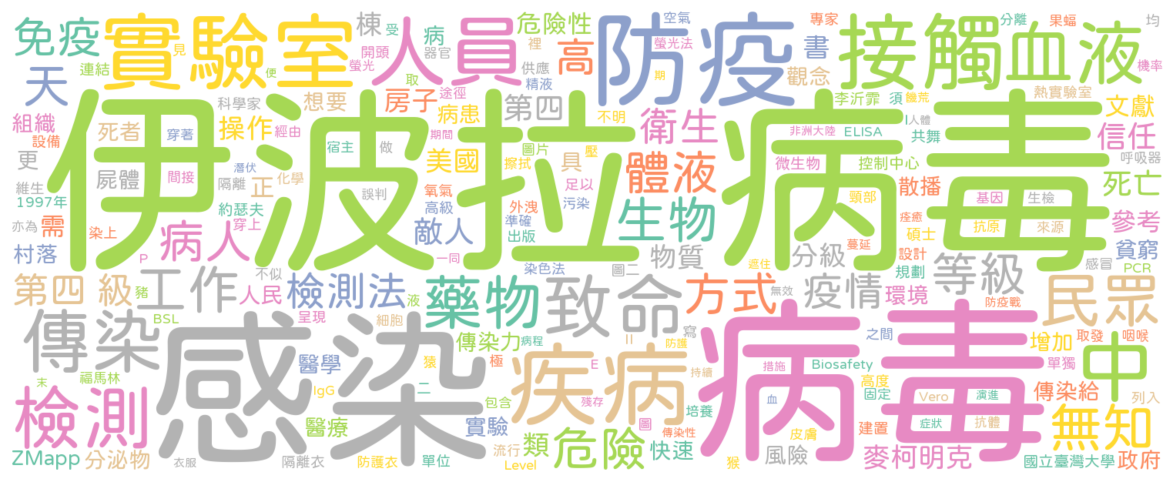 免疫
實驗室
人員
棟
受
病
器官
危險性
防疫
空氣
螢光法
專家
書
觀念
接觸
血液
分離
果蝠
均
機率
天
連結
開頭
螢光
見
使
裡
供應
精液
高
期
熱實驗室
文獻
信任
科學家
想要
取
途徑
房子
病患
第四
不明
李沂霏
須
蹂荒
人體
組織
設備
死者
穿著
操作
經由
期間
美國
圖片
擦拭
具
壓
衛生
非洲大陸
ELISA
共舞
微生物
控制中心
呼吸器
更
屍體
隔離
潛伏
化學
宿主
做
氧氣
高級
外洩
準確
足以
污染
體液
散播
頸部
基因
生檢
死亡
維生
1997年
間接
正
約瑟夫
誤判
伊波拉
病毒
亦為
需
染上
穿上
病人
敵人
出版
一同
生物
蔓延
設計
抗原
痊癒
碩士
來源
參考
貧窮
村落
P
不似
染色法
圖二
物質
遮住
分級
規劃
感冒
PCR
第四級
豬
工作
人民
檢測法
液
呈現
藥物
致命
無效
方式
疫情
環境
等級
防疫戰
民眾
BSL
細胞
傳染
感染
傳染力
病程
寫
II
防護
之間
取發
咽喉
增加
中
末
福馬林
醫學
猿
極
IgG
二
疾病
E
持續
措施
Biosafety
單獨
高度
固定
Vero
演進
傳染給
列入
檢測
醫療
包含
殘存
圖
培養
血
建置
症狀
抗體
無知
實驗
類
危險
傳染性
快速
皮膚
ZMapp
分泌物
衣服
隔離衣
防護衣
單位
流行
Level
猴
風險
麥柯明克
國立臺灣大學
政府